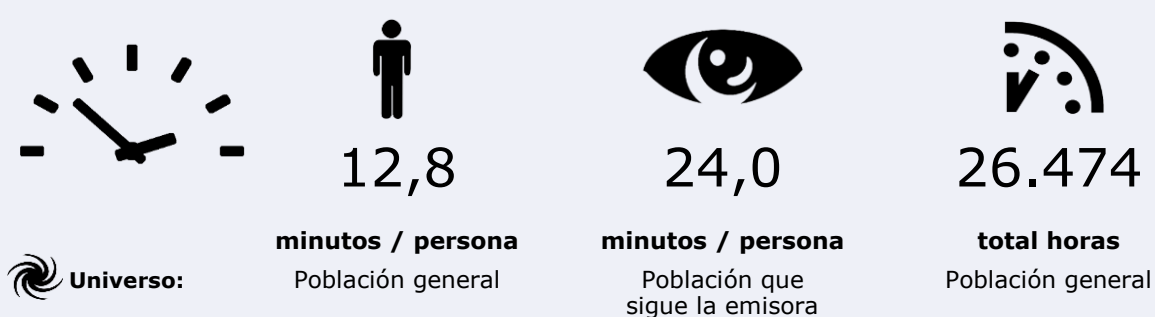 12,8
24,0
26.474
minutos / persona
minutos / persona
total horas
Universo:
Población general
Población que
sigue la emisora
Población general